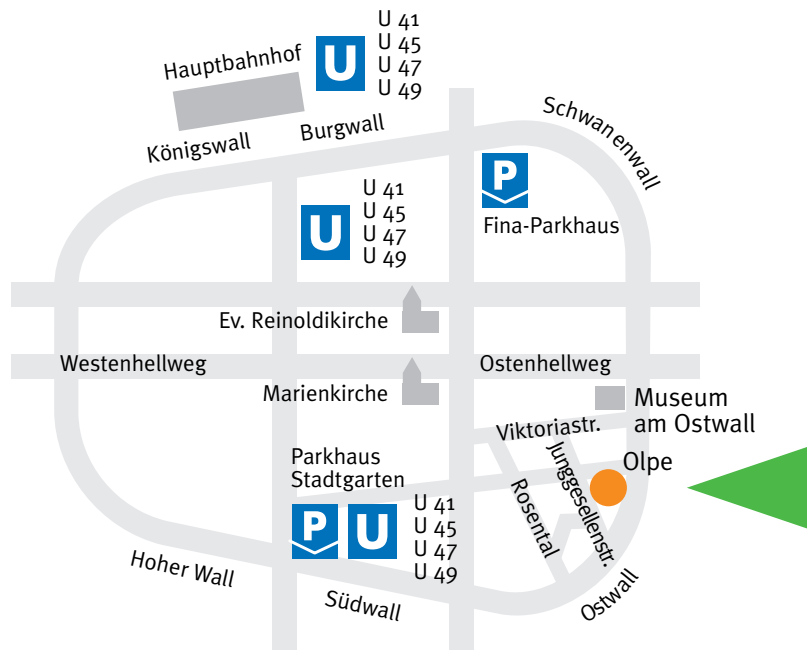 U 41
U 45
U 47
U 49
Hauptbahnhof
U
Königswall
Burgwall
Schwanenwall
P
Fina-Parkhaus
U
U 41
U 45
U 47
U 49
Ev. Reinoldikirche
Westenhellweg
Ostenhellweg
Marienkirche
Museum
am Ostwall
Viktoriastr.
Olpe
Junggesellenstr.
Rosental
Parkhaus
Stadtgarten
P
U
U 41
U 45
U 47
U 49
Hoher Wall
Südwall
Ostwall